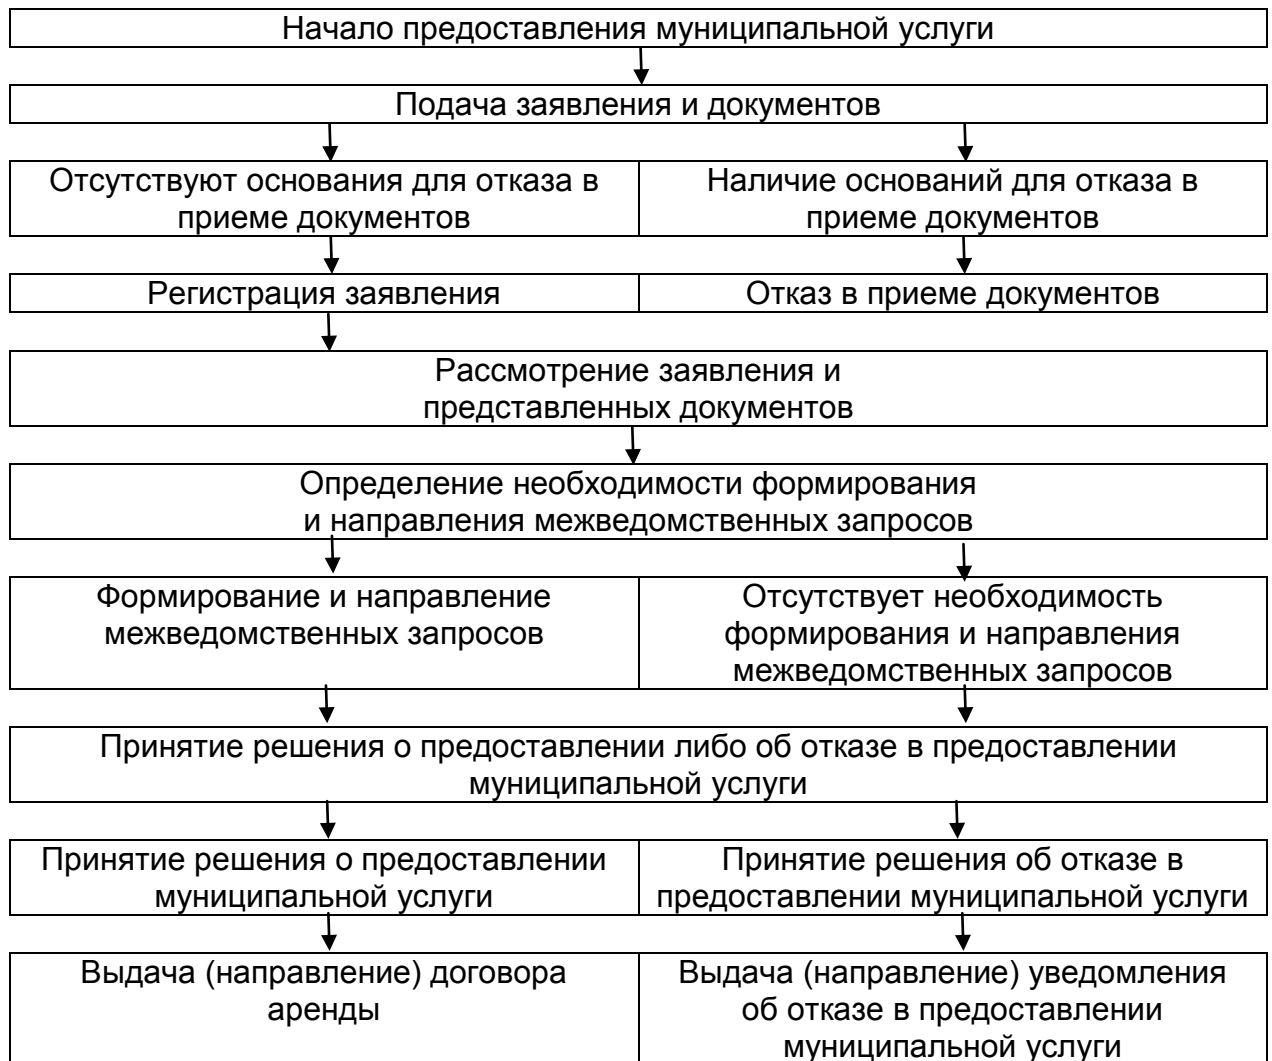 Начало предоставления муниципальной услуги
Подача заявления и документов
Отсутствуют основания для отказа в
приеме документов
Наличие оснований для отказа в
приеме документов
Регистрация заявления
Отказ в приеме документов
Рассмотрение заявления и
представленных документов
Определение необходимости формирования
и направления межведомственных запросов
Формирование и направление
межведомственных запросов
Отсутствует необходимость
формирования и направления
межведомственных запросов
Принятие решения о предоставлении либо об отказе в предоставлении
муниципальной услуги
Принятие решения о предоставлении
муниципальной услуги
Принятие решения об отказе в
предоставлении муниципальной услуги
Выдача (направление) договора
аренды
Выдача (направление) уведомления
об отказе в предоставлении
муниципальной услуги